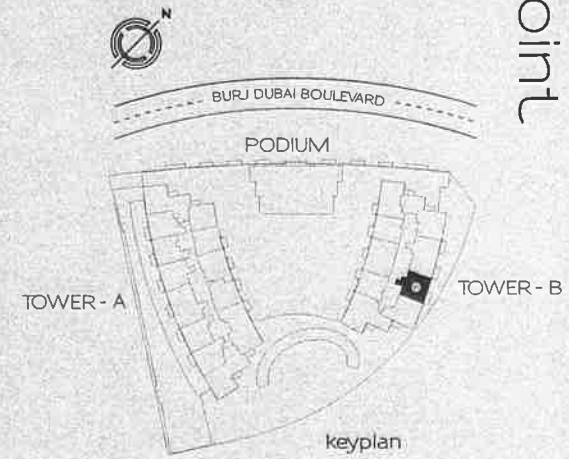 N
oint
BURJ DUBAI BOULEVARD
PODIUM
TOWER - A
TOWER - B
keyplan